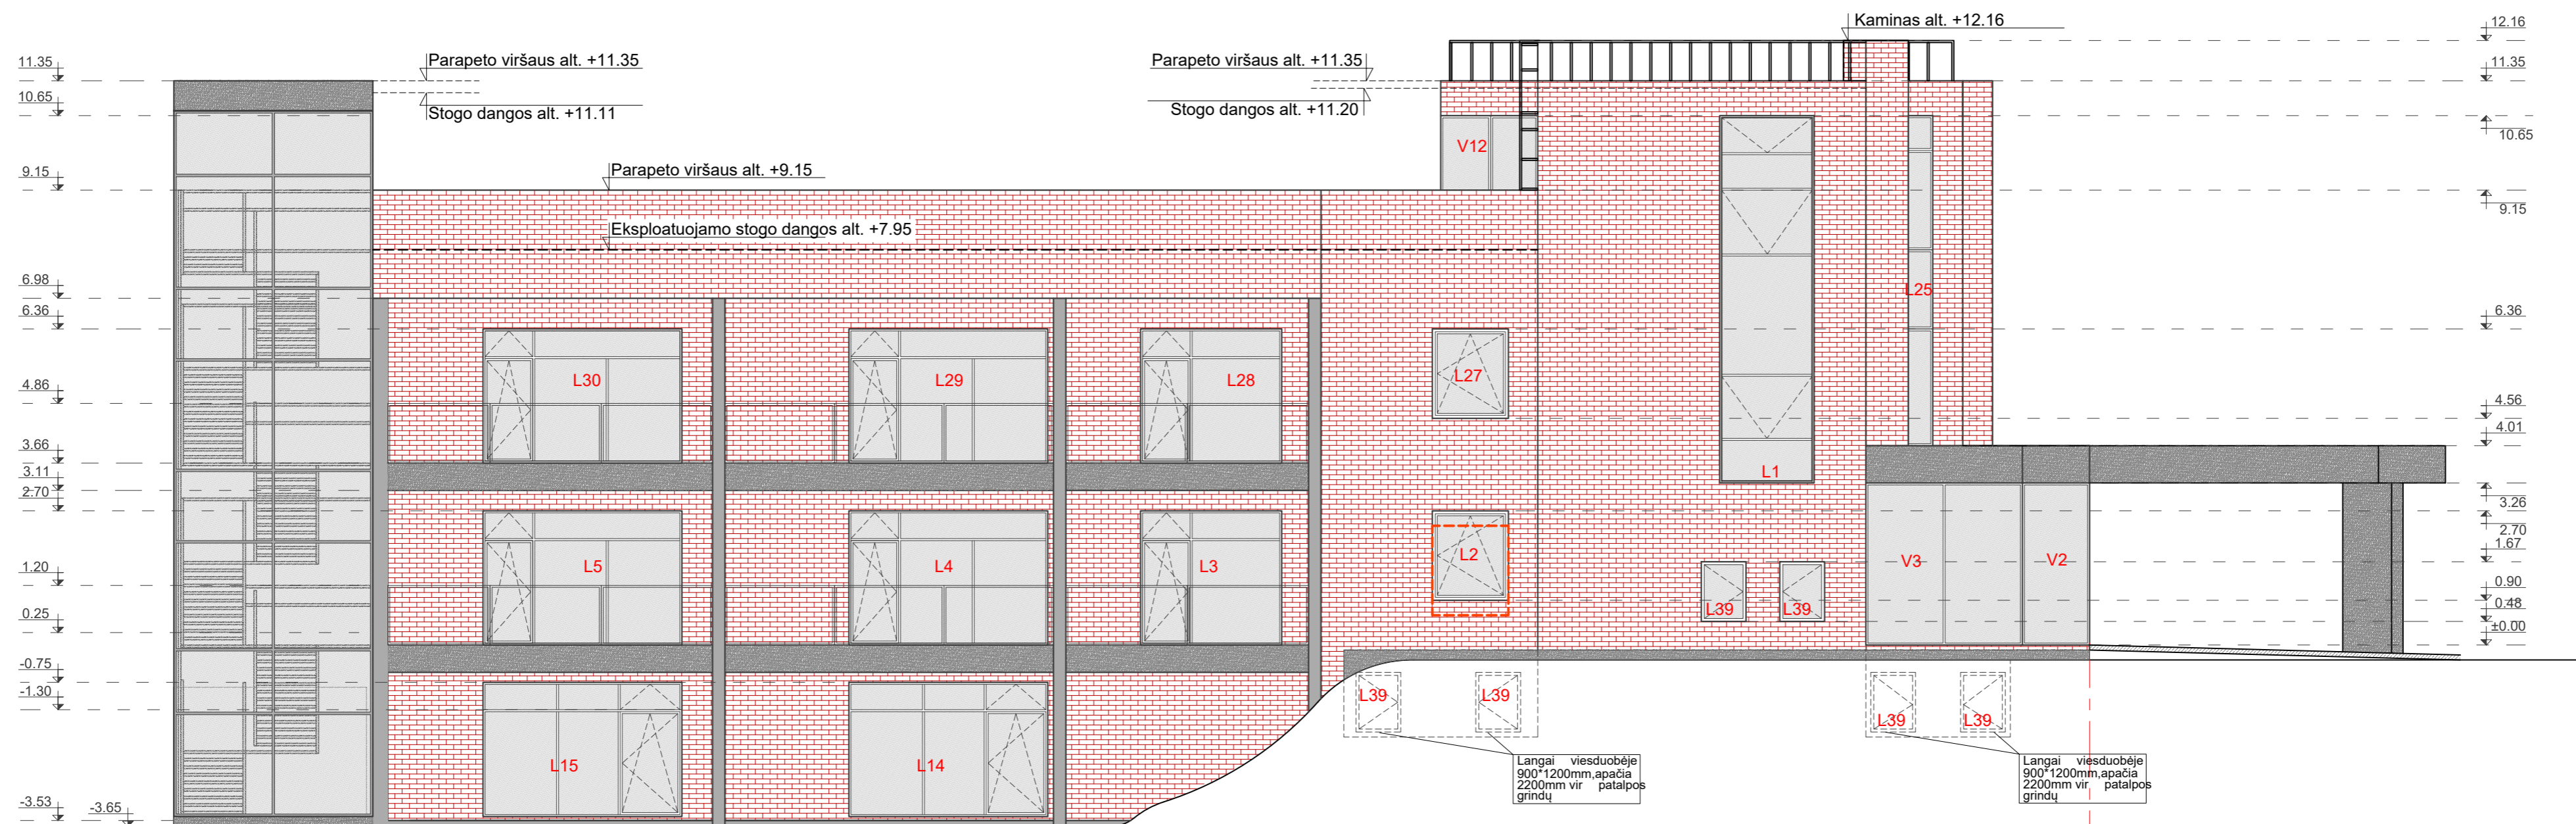 Kaminas alt. +12.16
12.16
Parapeto viršaus alt. +11.35
Parapeto viršaus alt. +11.35
11.35
11.35
10.65
Stogo dangos alt. +11.11
Stogo dangos alt. +11.20
10.65
V12
9.15
Parapeto viršaus alt. +9.15
9.15
Eksploatuojamo stogo dangos alt. +7.95
6.98
L25
6.36
6.36
L30
L29
L28
L27
4.86
4.56
4.01
3.66
3.11
L1
2.70
3.26
2.70
1.67
L5
L4
L3
L2
V3
V2
1.20
0.90
0.48
L39
L39
0.25
±0.00
-0.75
-1.30
L39
L39
L39
L39
L15
L14
Langai viesduobėje
900*1200mm,apačia
2200mm vir patalpos
grindų
Langai viesduobėje
900*1200mm,apačia
2200mm vir patalpos
grindų
-3.53
-3.65